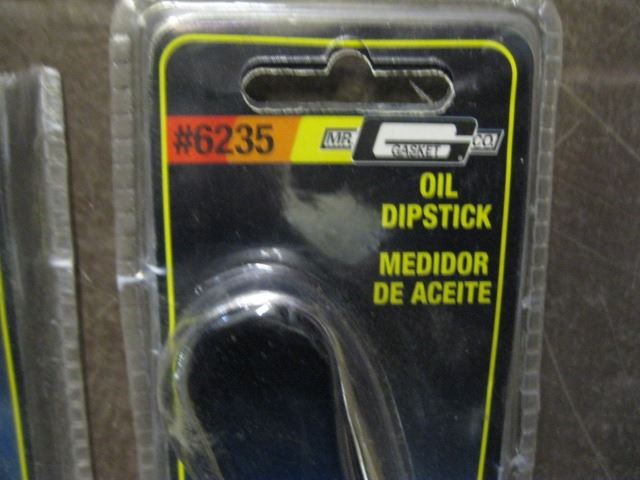 #6235 MR. GASKET CO.
OIL
DIPSTICK
MEDIDOR
DE ACEITE